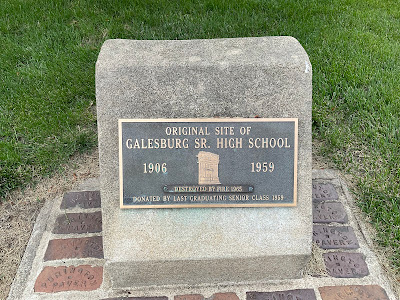 ORIGINAL SITE OF
GALESBURG SR. HIGH SCHOOL
1906 1959
DESTROYED BY FIRE 1965
DONATED BY LAST GRADUATING SENIOR CLASS 1959
PAVER